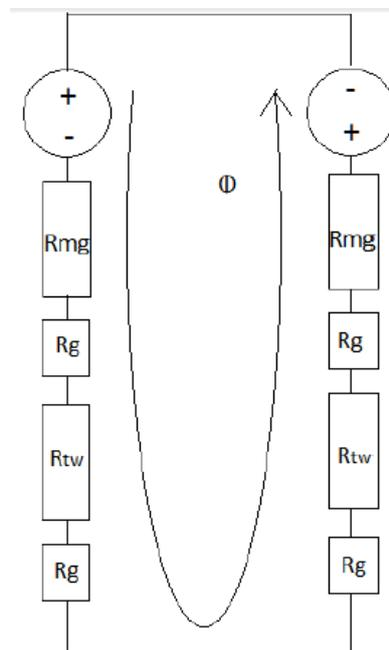 + -
- +
Φ
Rmg Rmg
Rg Rg
Rtw Rtw
Rg Rg